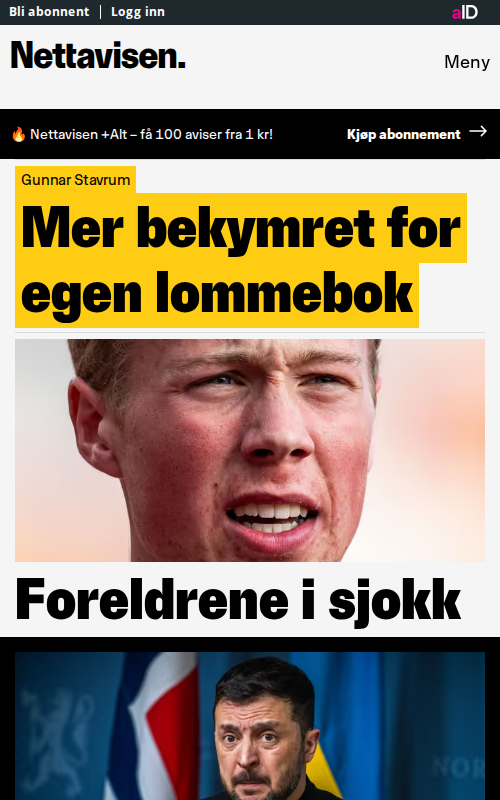 Bli abonnent | Logg inn
aID
Nettavisen.
Meny
🔥 Nettavisen +Alt – få 100 aviser fra 1 kr!
Kjøp abonnement →
Gunnar Stavrum
Mer bekymret for
egen lommebok
Foreldrene i sjokk
NOR